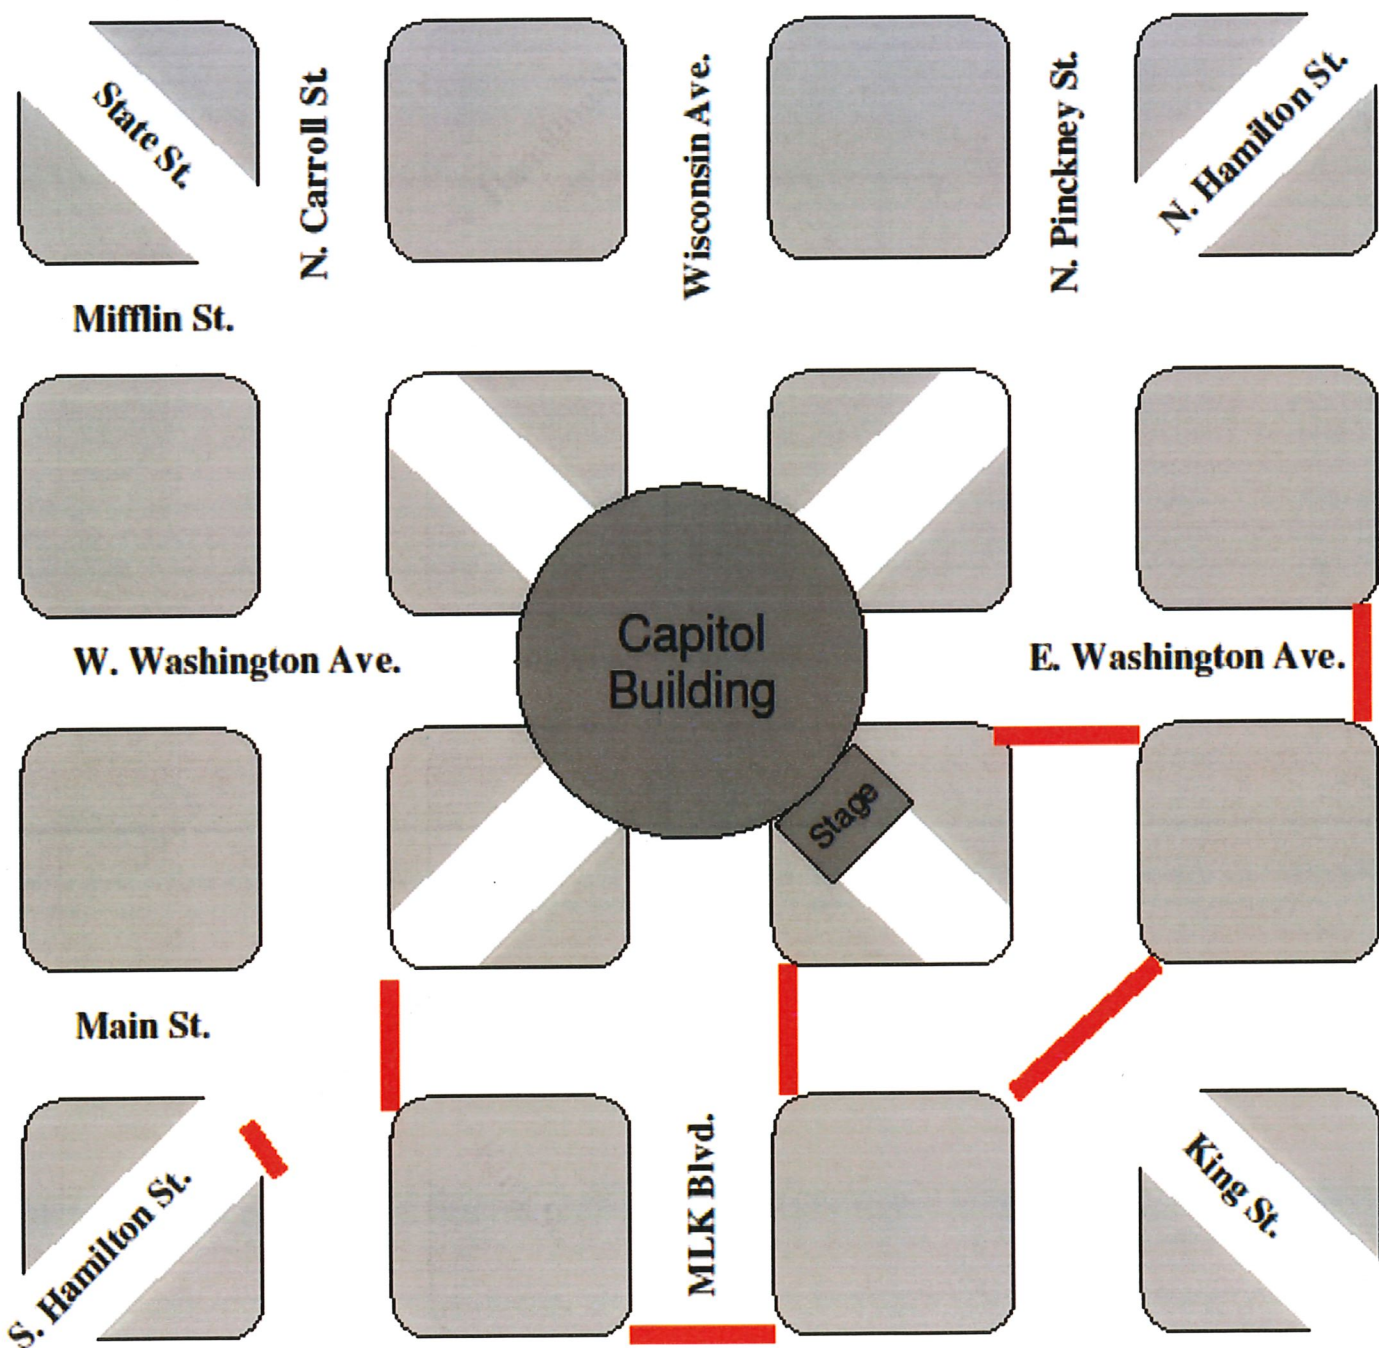 State St.
N. Carroll St.
Wisconsin Ave.
N. Pinckney St.
N. Hamilton St.
Mifflin St.
Capitol
Building
W. Washington Ave.
E. Washington Ave.
Stage
Main St.
S. Hamilton St.
MLK Blvd.
King St.